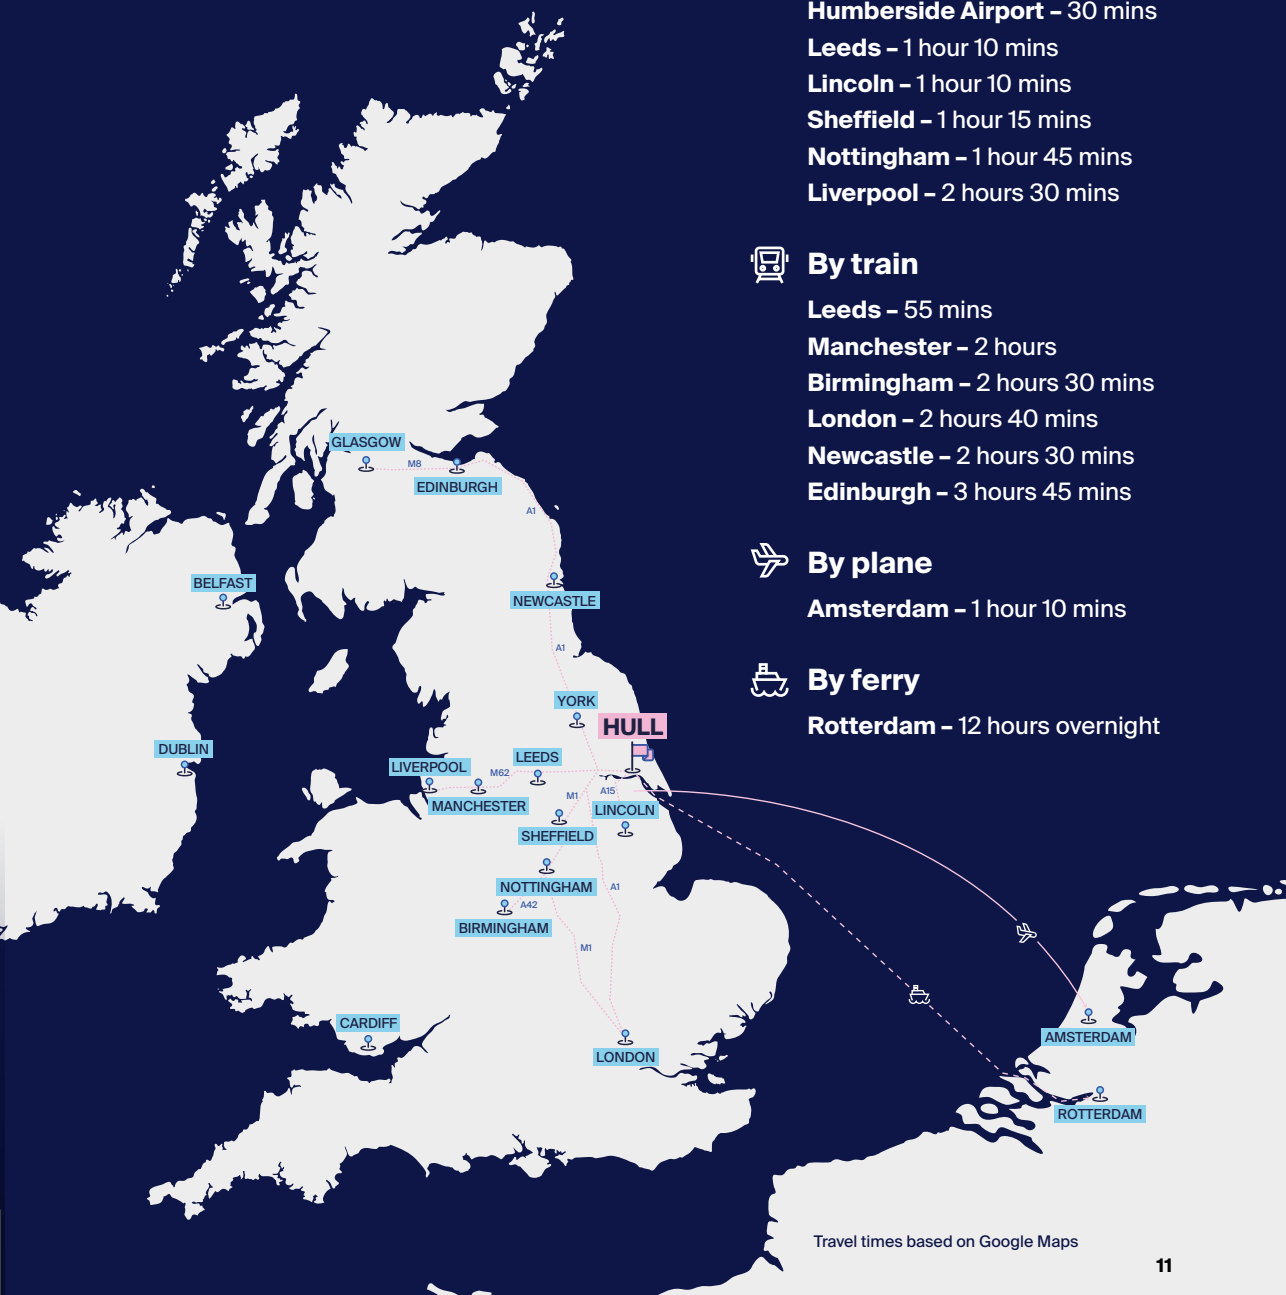 Humberside Airport – 30 mins
Leeds – 1 hour 10 mins
Lincoln – 1 hour 10 mins
Sheffield – 1 hour 15 mins
Nottingham – 1 hour 45 mins
Liverpool – 2 hours 30 mins
By train
Leeds – 55 mins
Manchester – 2 hours
Birmingham – 2 hours 30 mins
London – 2 hours 40 mins
Newcastle – 2 hours 30 mins
Edinburgh – 3 hours 45 mins
By plane
Amsterdam – 1 hour 10 mins
By ferry
Rotterdam – 12 hours overnight
GLASGOW
M8
EDINBURGH
A1
BELFAST
NEWCASTLE
A1
YORK
HULL
DUBLIN
LEEDS
LIVERPOOL
M62
MANCHESTER
M1
A15
LINCOLN
SHEFFIELD
NOTTINGHAM
A1
A42
BIRMINGHAM
M1
CARDIFF
LONDON
AMSTERDAM
ROTTERDAM
Travel times based on Google Maps
11